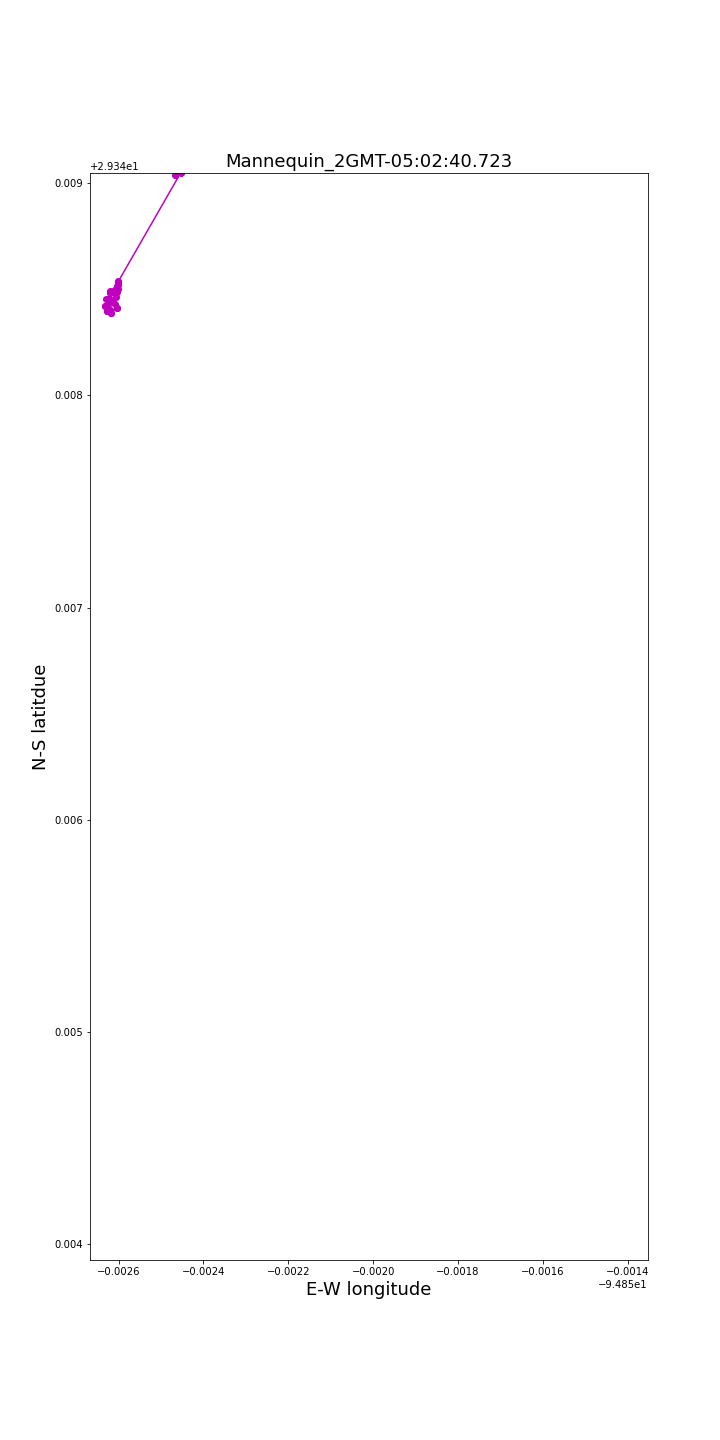 Mannequin_2GMT-05:02:40.723
+2.934e1
0.009
0.008
0.007
0.006
0.005
0.004
N-S latitdue
−0.0026 −0.0024 −0.0022 −0.0020 −0.0018 −0.0016 −0.0014
−9.485e1
E-W longitude